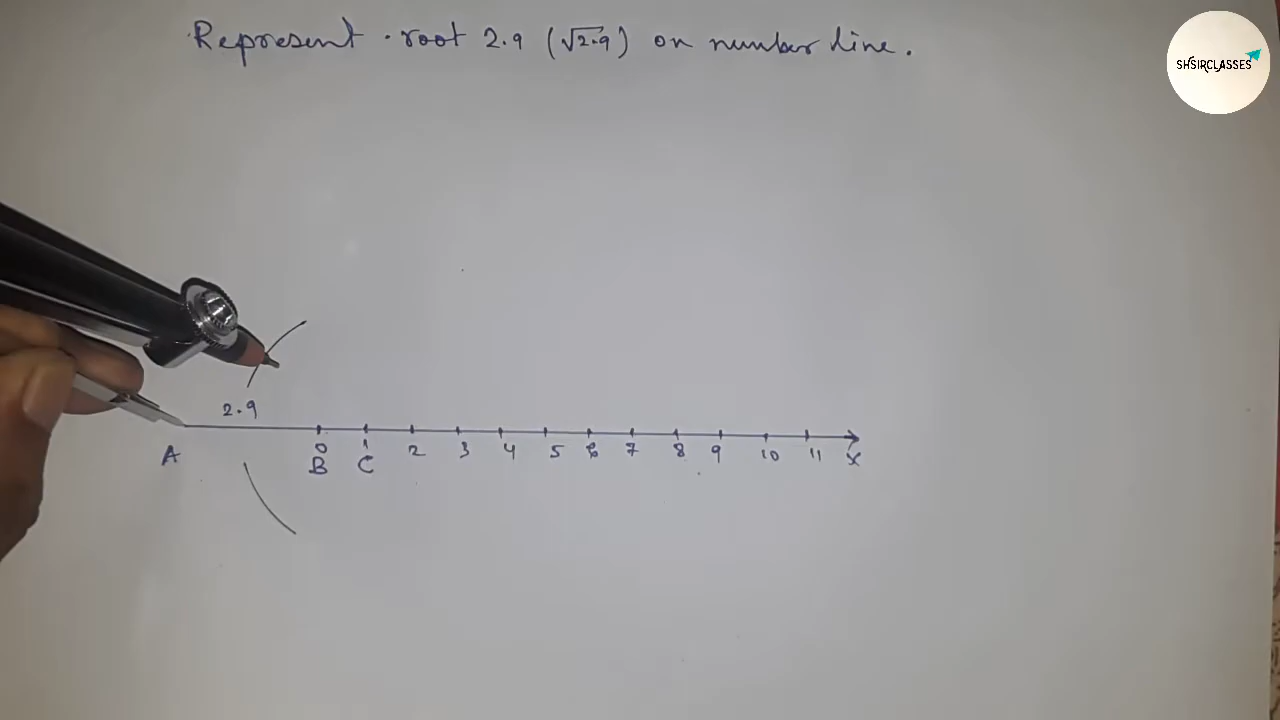 Represent root 2.9 (√2.9) on number line.
SHSIRCLASSES
2.9
A 0 1 2 3 4 5 6 7 8 9 10 11 x
B C